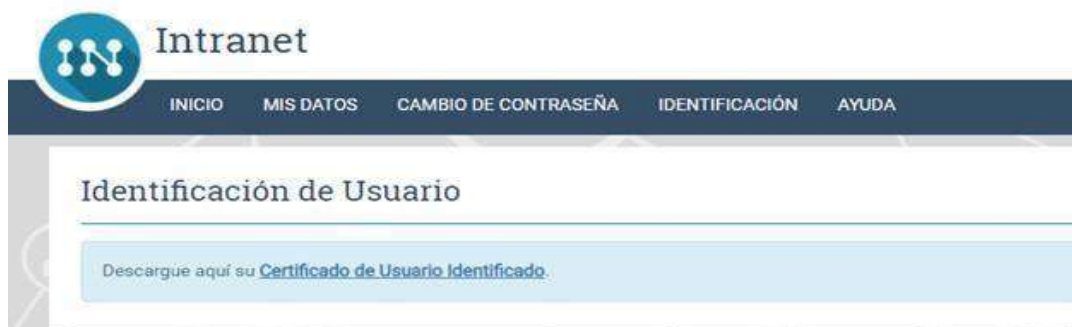 IN
Intranet
INICIO MIS DATOS CAMBIO DE CONTRASEÑA IDENTIFICACIÓN AYUDA
Identificación de Usuario
Descargue aquí su Certificado de Usuario Identificado.